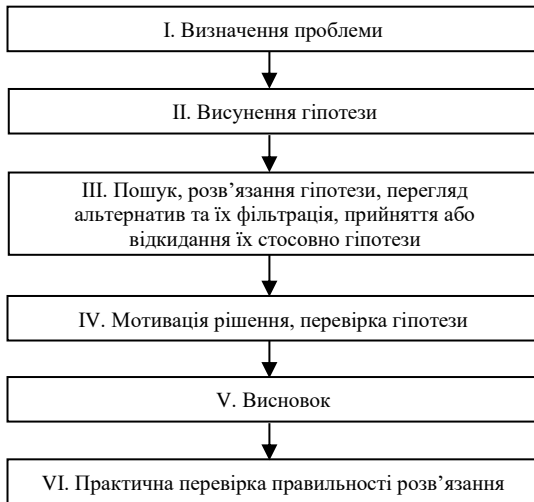 I. Визначення проблеми
II. Висунення гіпотези
III. Пошук, розв’язання гіпотези, перегляд
альтернатив та їх фільтрація, прийняття або
відкидання їх стосовно гіпотези
IV. Мотивація рішення, перевірка гіпотези
V. Висновок
VI. Практична перевірка правильності розв’язання